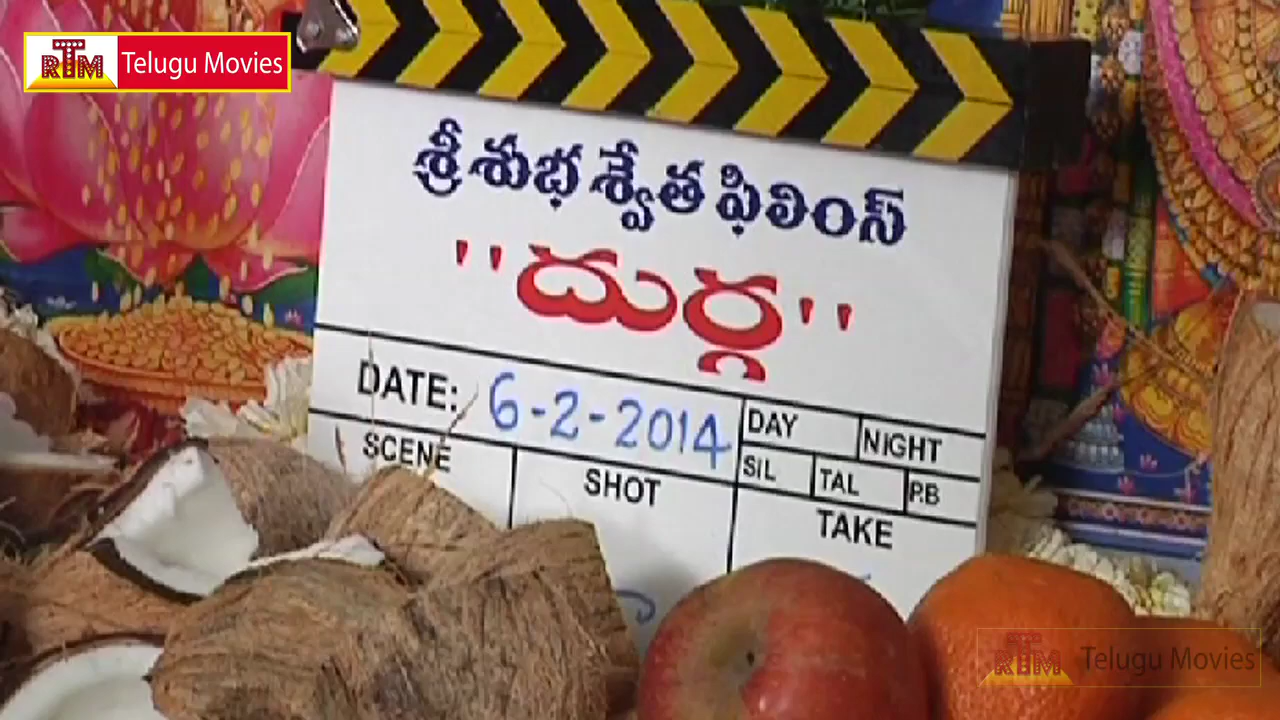 RTM Telugu Movies
శ్రీ శుభ శ్వేత ఫిలింస్
"దుర్గ"
DATE: 6-2-2014
DAY NIGHT
SIL TAL P.B
SCENE SHOT TAKE
RTM Telugu Movies